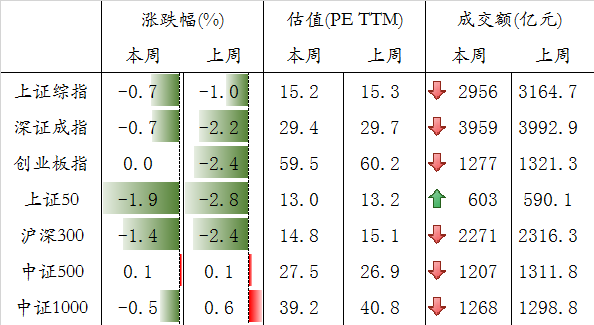 涨跌幅(%) 估值(PE TTM) 成交额(亿元)
本周 上周 本周 上周 本周 上周
上证综指 -0.7 -1.0 15.2 15.3 2956 3164.7
深证成指 -0.7 -2.2 29.4 29.7 3959 3992.9
创业板指 0.0 -2.4 59.5 60.2 1277 1321.3
上证50 -1.9 -2.8 13.0 13.2 603 590.1
沪深300 -1.4 -2.4 14.8 15.1 2271 2316.3
中证500 0.1 0.1 27.5 26.9 1207 1311.8
中证1000 -0.5 0.6 39.2 40.8 1268 1298.8